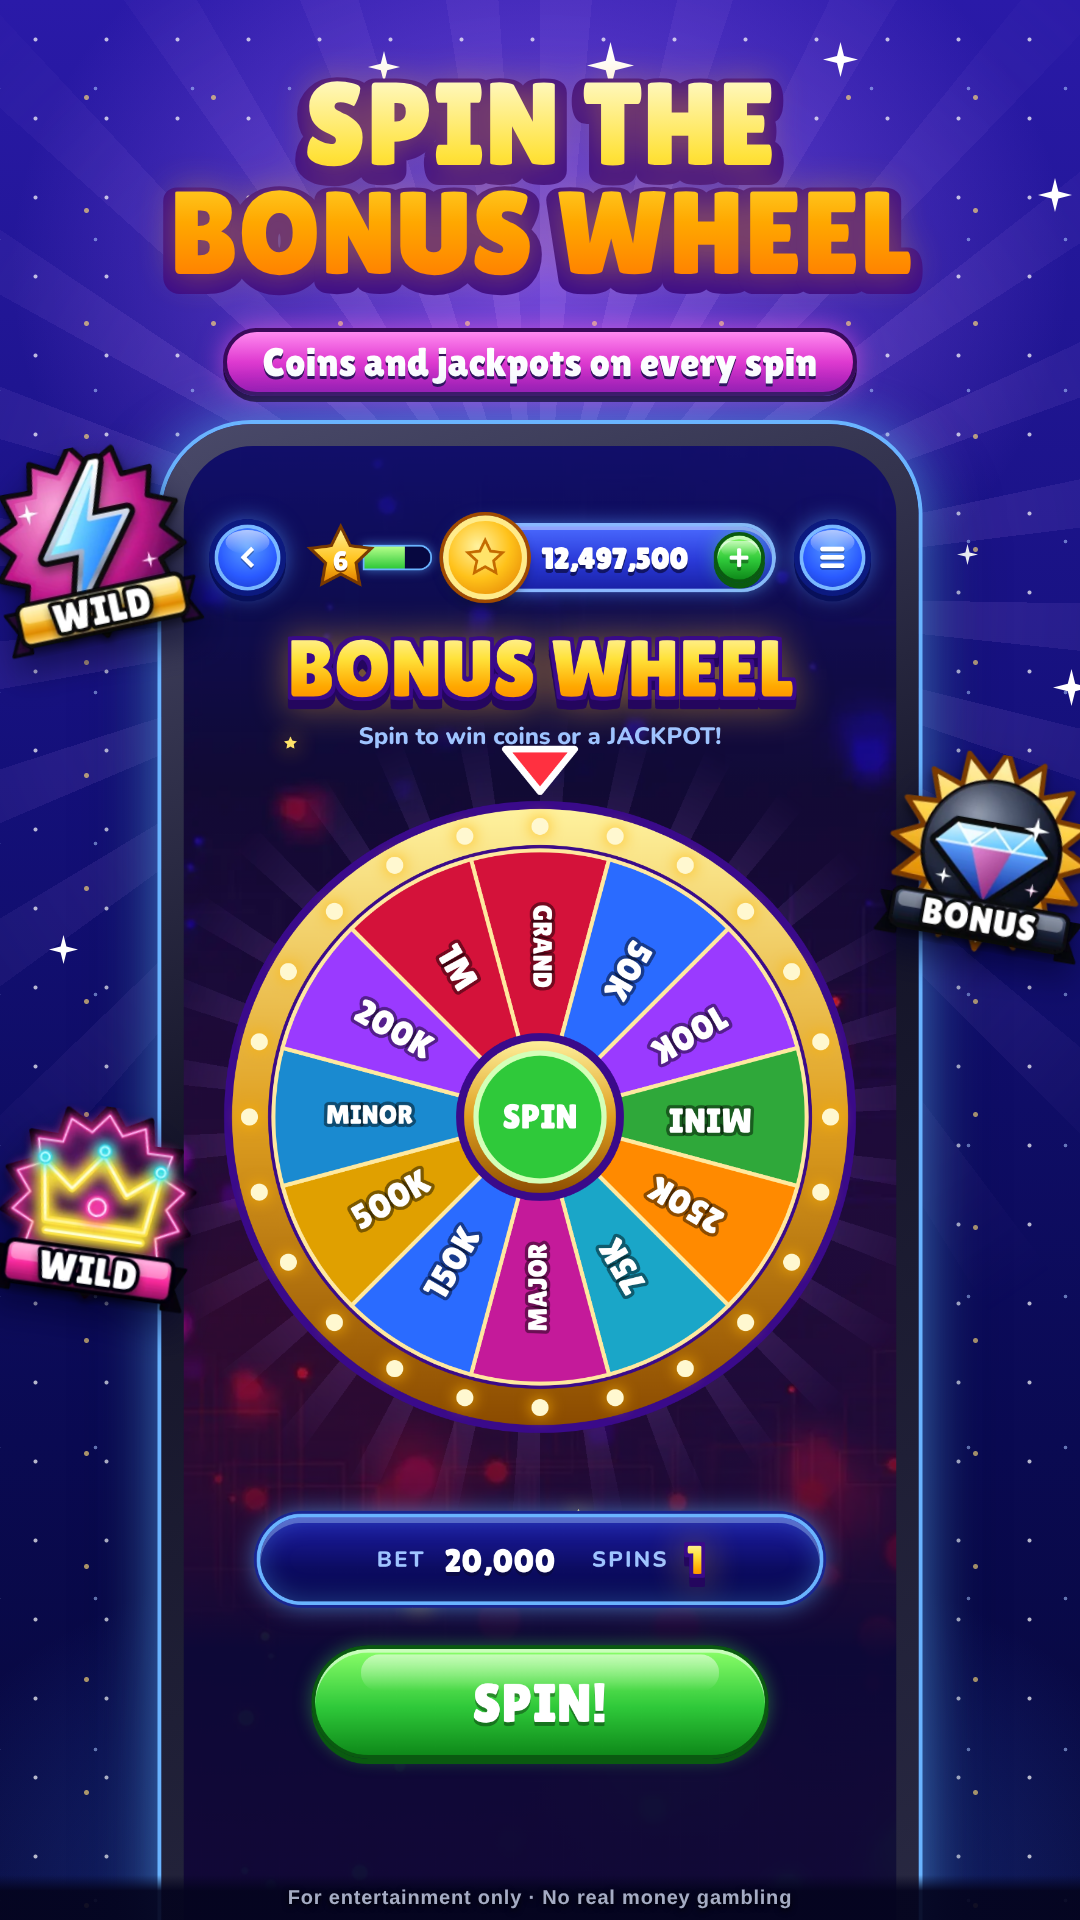 SPIN THE
BONUS WHEEL
Coins and jackpots on every spin
WILD
6
12,497,500
BONUS WHEEL
Spin to win coins or a JACKPOT!
BONUS
GRAND
50K
100K
MINI
250K
75K
MAJOR
150K
500K
MINOR
200K
1M
SPIN
WILD
BET 20,000 SPINS 1
SPIN!
For entertainment only · No real money gambling